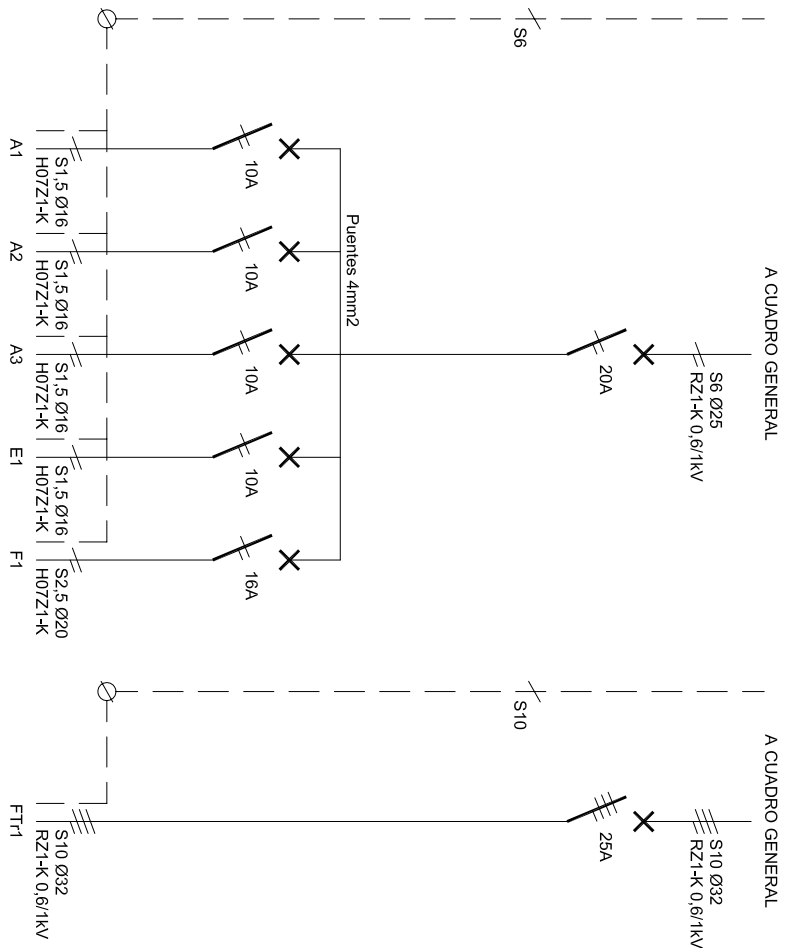 A CUADRO GENERAL
A CUADRO GENERAL
S6 Ø25
RZ1-K 0,6/1kV
S10 Ø32
RZ1-K 0,6/1kV
20A
25A
S6
S10
Puentes 4mm2
10A
10A
10A
10A
16A
S1,5 Ø16
H07Z1-K
S1,5 Ø16
H07Z1-K
S1,5 Ø16
H07Z1-K
S1,5 Ø16
H07Z1-K
S2,5 Ø20
H07Z1-K
S10 Ø32
RZ1-K 0,6/1kV
A1
A2
A3
E1
F1
FTr1